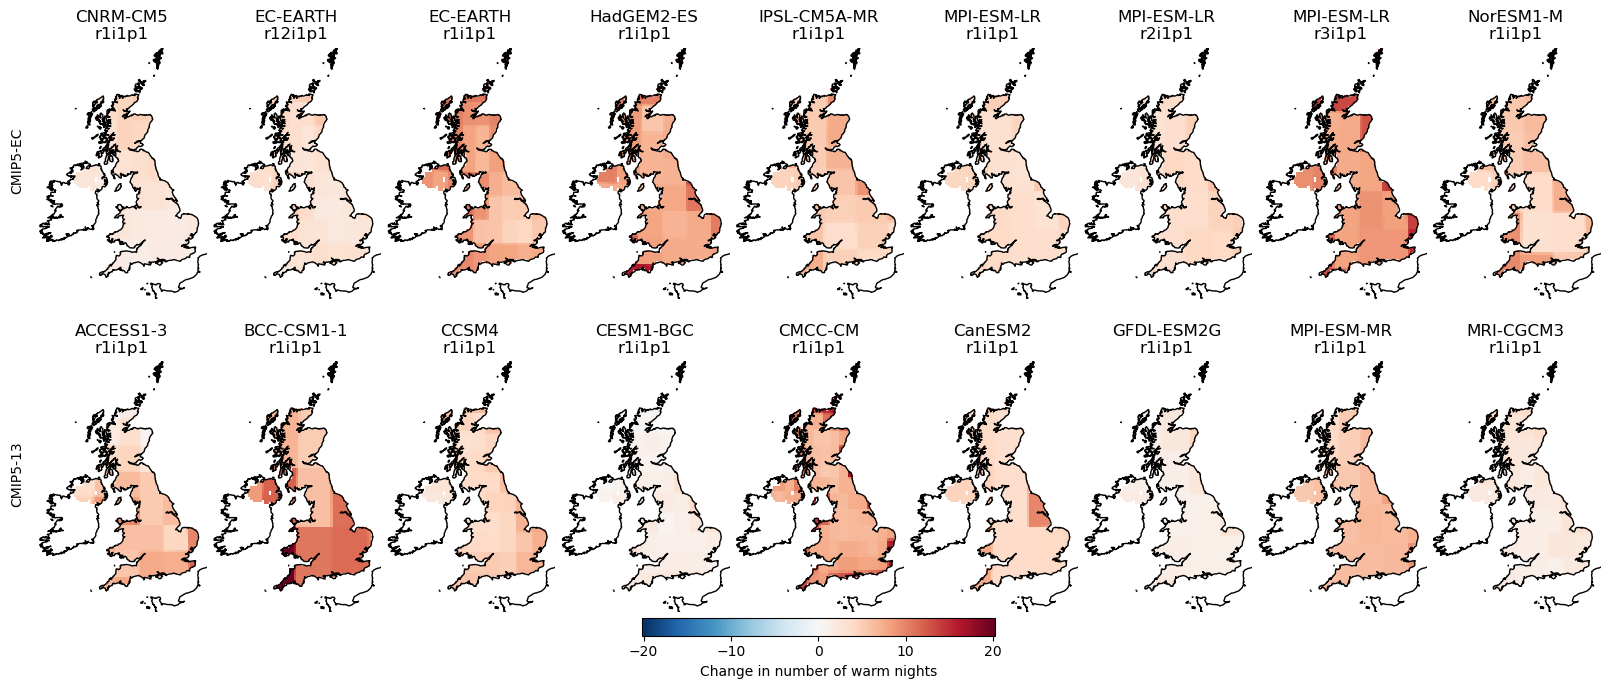 CNRM-CM5
r1i1p1
EC-EARTH
r12i1p1
EC-EARTH
r1i1p1
HadGEM2-ES
r1i1p1
IPSL-CM5A-MR
r1i1p1
MPI-ESM-LR
r1i1p1
MPI-ESM-LR
r2i1p1
MPI-ESM-LR
r3i1p1
NorESM1-M
r1i1p1
CMIP5-EC
ACCESS1-3
r1i1p1
BCC-CSM1-1
r1i1p1
CCSM4
r1i1p1
CESM1-BGC
r1i1p1
CMCC-CM
r1i1p1
CanESM2
r1i1p1
GFDL-ESM2G
r1i1p1
MPI-ESM-MR
r1i1p1
MRI-CGCM3
r1i1p1
CMIP5-13
−20 −10 0 10 20
Change in number of warm nights